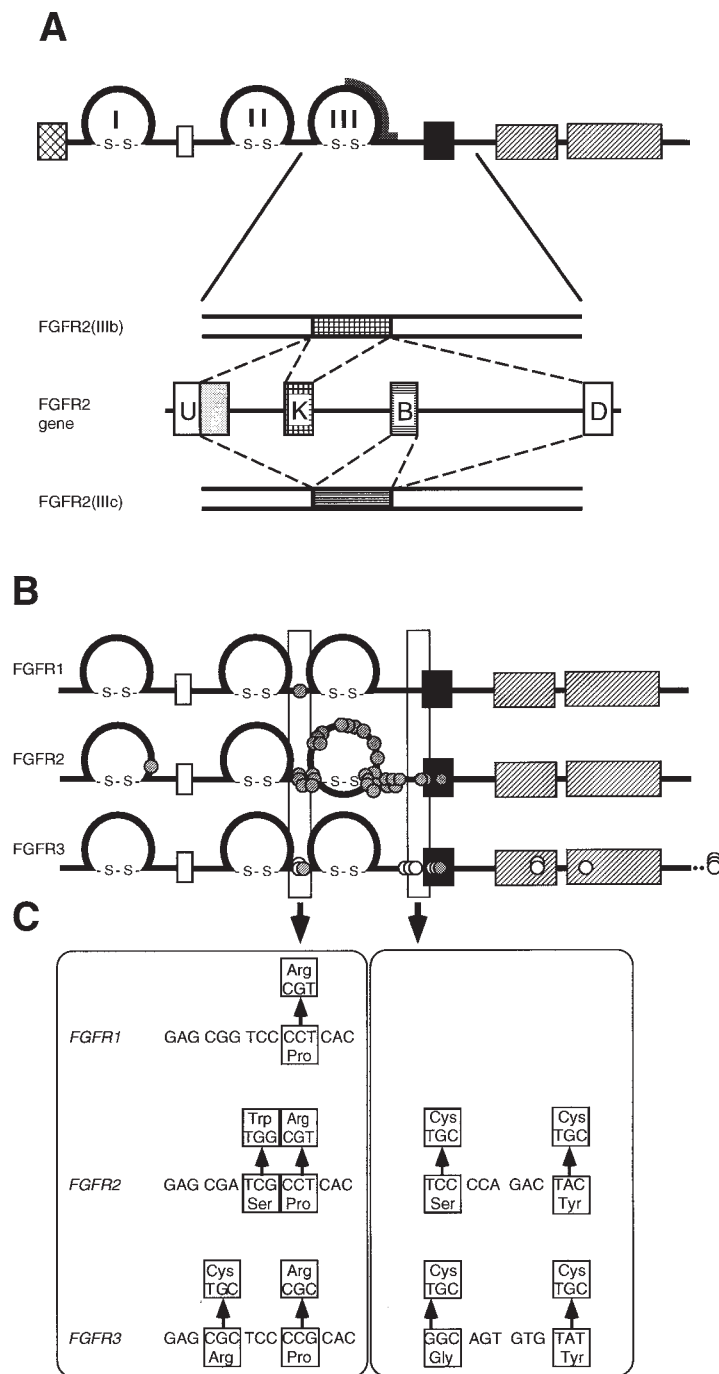 A
I II III
-S-S- -S-S- -S-S-
FGFR2(IIIb)
FGFR2
gene
U K B D
FGFR2(IIIc)
B
FGFR1
-S-S- -S-S- -S-S-
FGFR2
-S-S- -S-S- S-S
FGFR3
-S-S- -S-S- -S-S-
C
Arg
CGT
FGFR1 GAG CGG TCC CCT CAC
Pro
Trp Arg Cys Cys
TGG CGT TGC TGC
FGFR2 GAG CGA TCG CCT CAC TCC CCA GAC TAC
Ser Pro Ser Tyr
Cys Arg Cys Cys
TGC CGC TGC TGC
FGFR3 GAG CGC TCC CCG CAC GGC AGT GTG TAT
Arg Pro Gly Tyr